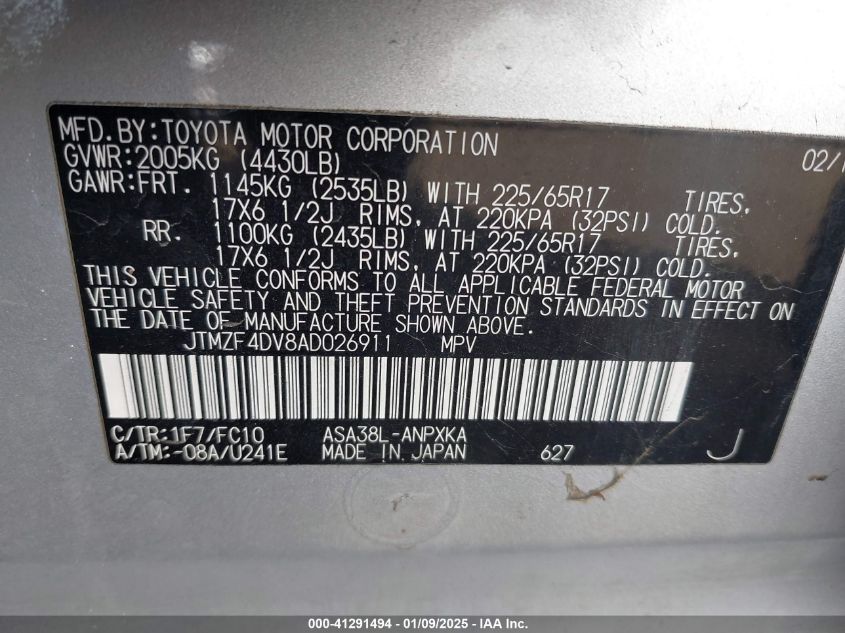 MFD.BY:TOYOTA MOTOR CORPORATION 02/1
GVWR:2005KG (4430LB)
GAWR:FRT. 1145KG (2535LB) WITH 225/65R17 TIRES,
17X6 1/2J RIMS, AT 220KPA (32PSI) COLD.
RR. 1100KG (2435LB) WITH 225/65R17 TIRES,
17X6 1/2J RIMS, AT 220KPA (32PSI) COLD.
THIS VEHICLE CONFORMS TO ALL APPLICABLE FEDERAL MOTOR
VEHICLE SAFETY AND THEFT PREVENTION STANDARDS IN EFFECT ON
THE DATE OF MANUFACTURE SHOWN ABOVE.
JTMZF4DV8AD026911 MPV
C/TR:1F7/FC10 ASA38L-ANPXKA
A/TM:-08A/U241E MADE IN JAPAN 627 J
000-41291494 | 01/09/2025 - IAA Inc.